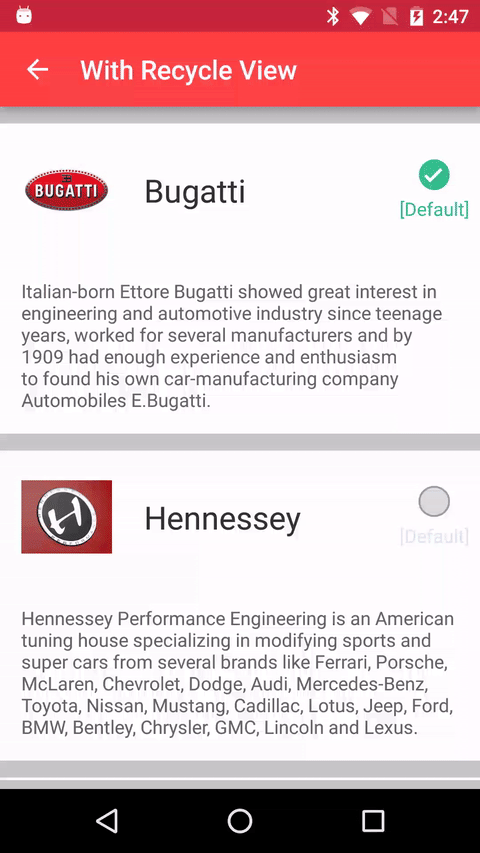 2:47
With Recycle View
BUGATTI
Bugatti
[Default]
Italian-born Ettore Bugatti showed great interest in
engineering and automotive industry since teenage
years, worked for several manufacturers and by
1909 had enough experience and enthusiasm
to found his own car-manufacturing company
Automobiles E.Bugatti.
H
Hennessey
[Default]
Hennessey Performance Engineering is an American
tuning house specializing in modifying sports and
super cars from several brands like Ferrari, Porsche,
McLaren, Chevrolet, Dodge, Audi, Mercedes-Benz,
Toyota, Nissan, Mustang, Cadillac, Lotus, Jeep, Ford,
BMW, Bentley, Chrysler, GMC, Lincoln and Lexus.